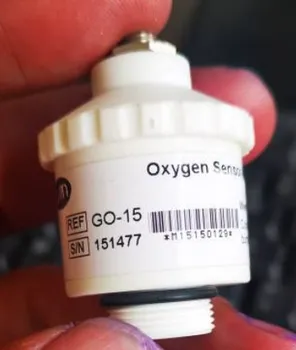 Oxygen Senso
REF GO-15
S/N 151477
*M15150129*